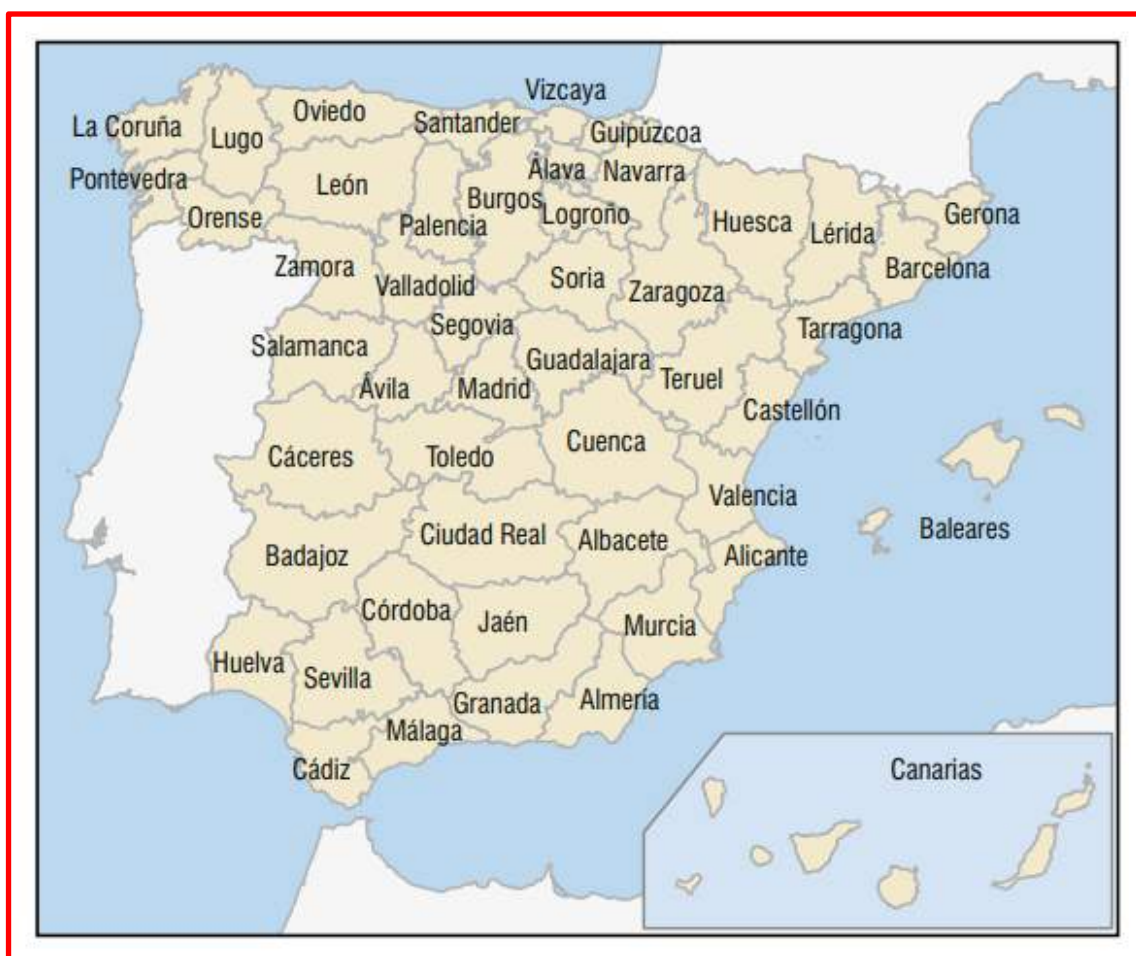 Vizcaya
Oviedo
La Coruña
Santander
Lugo
Guipúzcoa
Pontevedra
León
Álava
Navarra
Burgos
Orense
Palencia
Logroño
Huesca
Lérida
Gerona
Zamora
Valladolid
Soria
Zaragoza
Barcelona
Segovia
Tarragona
Salamanca
Guadalajara
Ávila
Madrid
Teruel
Castellón
Cáceres
Toledo
Cuenca
Valencia
Ciudad Real
Albacete
Baleares
Badajoz
Alicante
Córdoba
Jaén
Murcia
Huelva
Sevilla
Granada
Almería
Málaga
Cádiz
Canarias